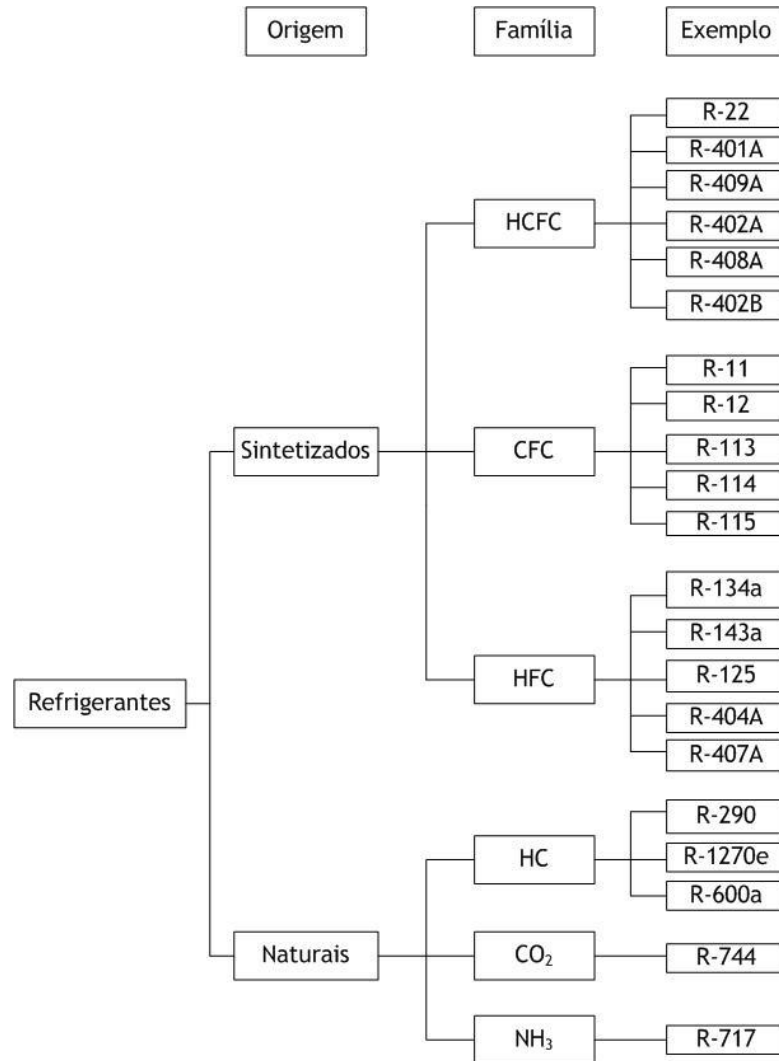 Origem
Família
Exemplo
R-22
R-401A
R-409A
HCFC
R-402A
R-408A
R-402B
R-11
R-12
Sintetizados
CFC
R-113
R-114
R-115
R-134a
R-143a
HFC
R-125
Refrigerantes
R-404A
R-407A
R-290
HC
R-1270e
R-600a
Naturais
CO₂
R-744
NH₃
R-717